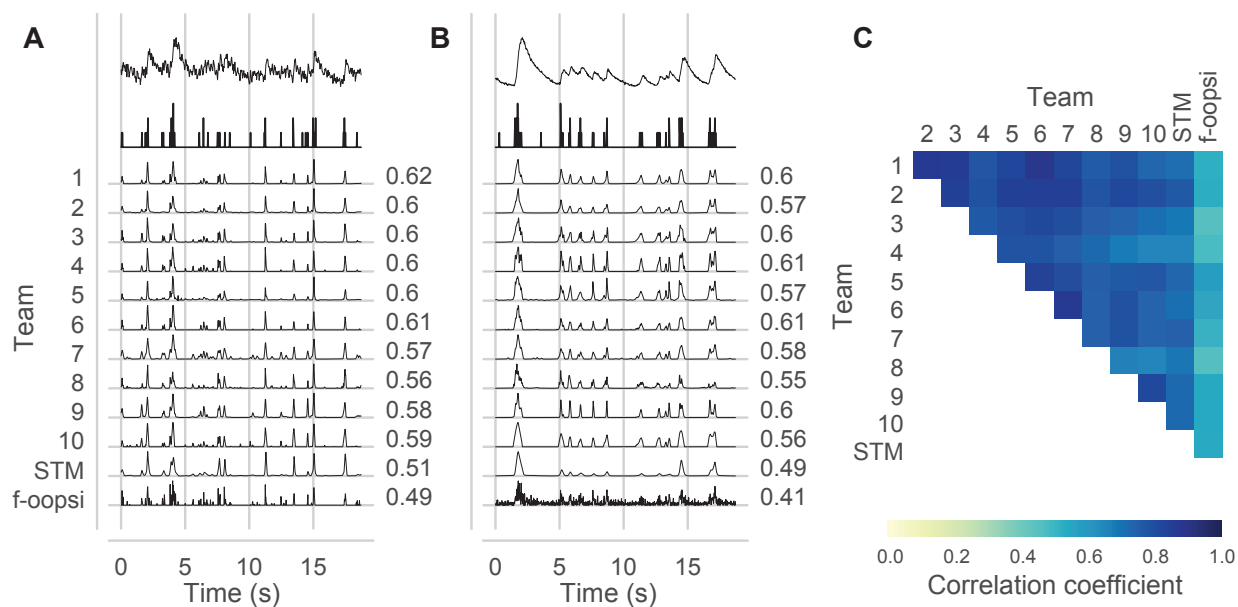 A
Team
1 0.62
2 0.6
3 0.6
4 0.6
5 0.6
6 0.61
7 0.57
8 0.56
9 0.58
10 0.59
STM 0.51
f-oopsi 0.49
0 5 10 15
Time (s)
B
0.6
0.57
0.6
0.61
0.57
0.61
0.58
0.55
0.6
0.56
0.49
0.41
0 5 10 15
Time (s)
C
Team
2 3 4 5 6 7 8 9 10 STM f-oopsi
Team
1
2
3
4
5
6
7
8
9
10
STM
0.0 0.2 0.4 0.6 0.8 1.0
Correlation coefficient